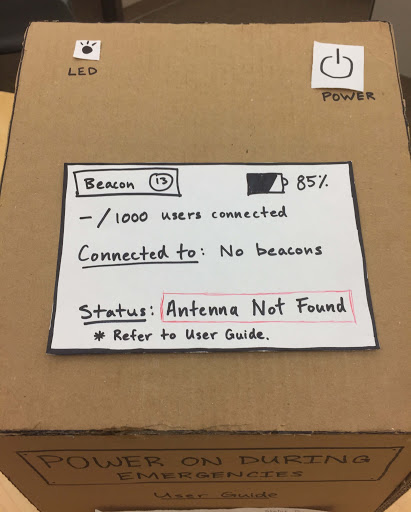 LED
POWER
Beacon 13 85%
– / 1000 users connected
Connected to: No beacons
Status: Antenna Not Found
* Refer to User Guide.
POWER ON DURING
EMERGENCIES
User Guide